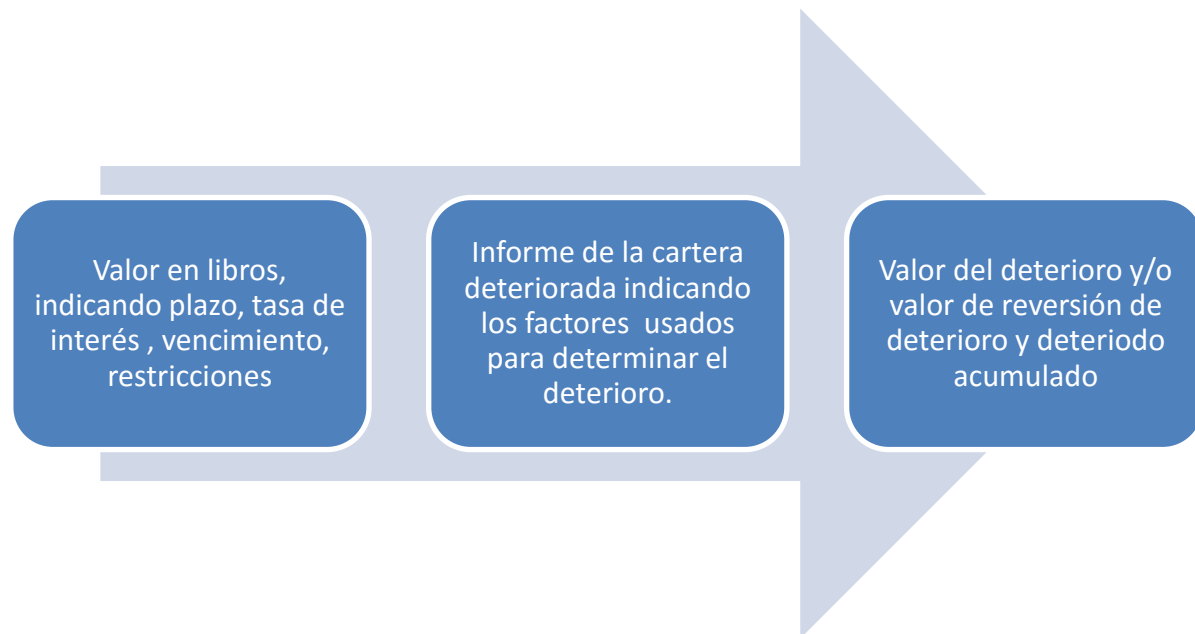 Valor en libros,
indicando plazo, tasa de
interés , vencimiento,
restricciones
Informe de la cartera
deteriorada indicando
los factores  usados
para determinar el
deterioro.
Valor del deterioro y/o
valor de reversión de
deterioro y deteriodo
acumulado